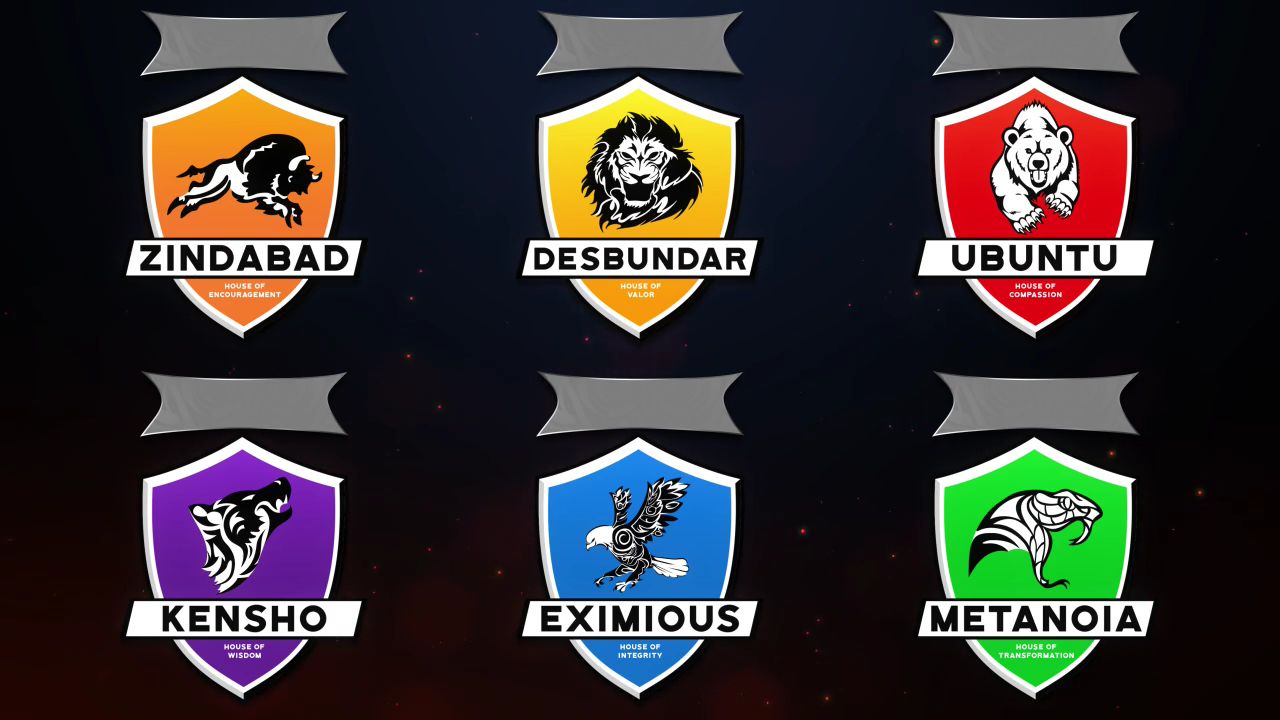 ZINDABAD
HOUSE OF
ENCOURAGEMENT
DESBUNDAR
HOUSE OF
VALOR
UBUNTU
HOUSE OF
COMPASSION
KENSHO
HOUSE OF
WISDOM
EXIMIOUS
HOUSE OF
INTEGRITY
METANOIA
HOUSE OF
TRANSFORMATION